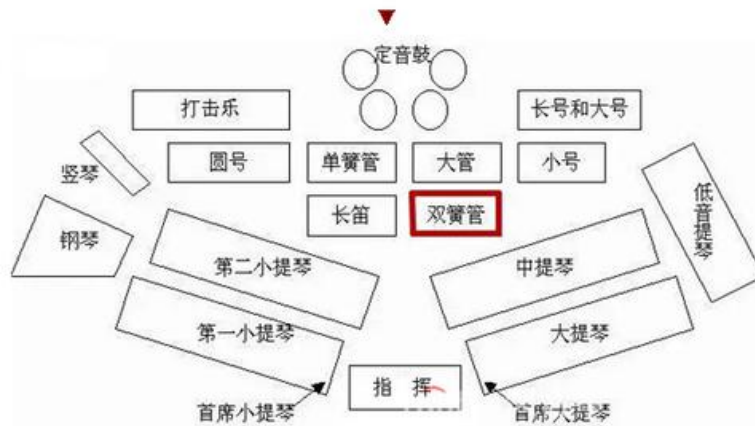 定音鼓
打击乐
长号和大号
圆号
单簧管
大管
小号
竖琴
低音提琴
长笛
双簧管
钢琴
第二小提琴
中提琴
第一小提琴
大提琴
指 挥
首席小提琴
首席大提琴